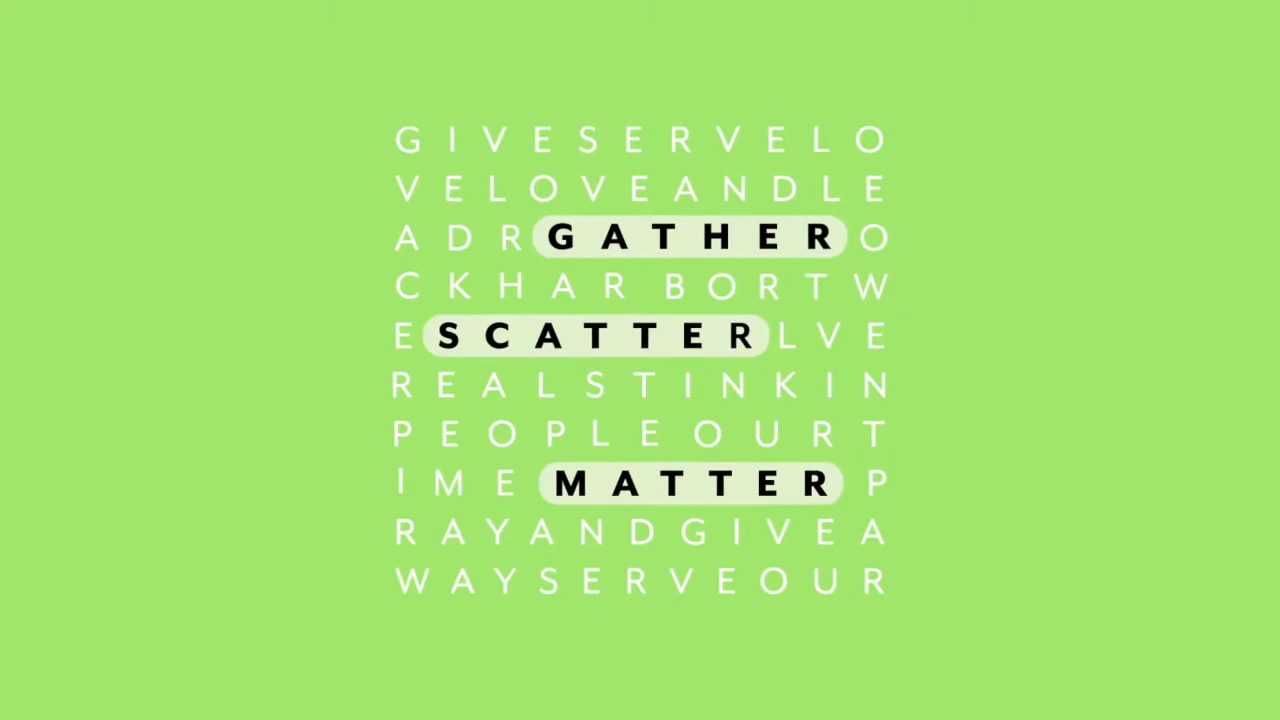 GIVESERVELO
VELOVEANDLE
ADRGATHERO
CKHARBORTW
ESCATTERLVE
REALSTINKIN
PEOPLEOURT
IMEMATTERP
RAYANDGIVEA
WAYSERVEOUR